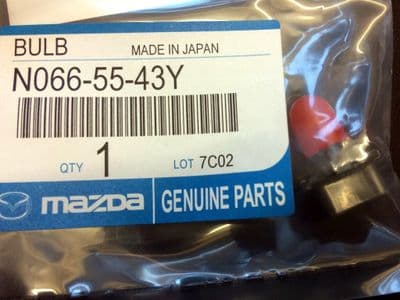 BULB MADE IN JAPAN
N066-55-43Y
QTY 1 LOT 7C02
mazda GENUINE PARTS